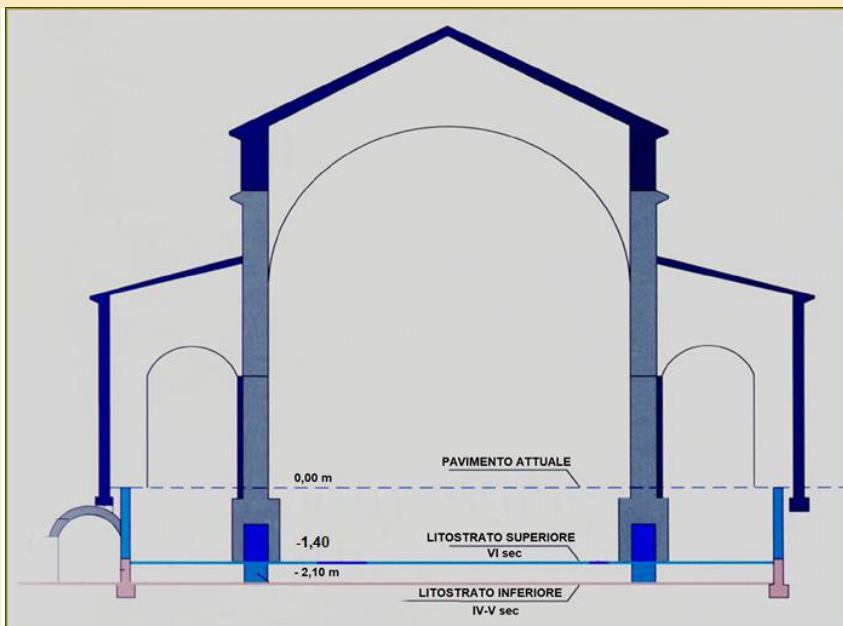 PAVIMENTO ATTUALE
0,00 m
-1,40
LITOSTRATO SUPERIORE
VI sec
- 2,10 m
LITOSTRATO INFERIORE
IV-V sec